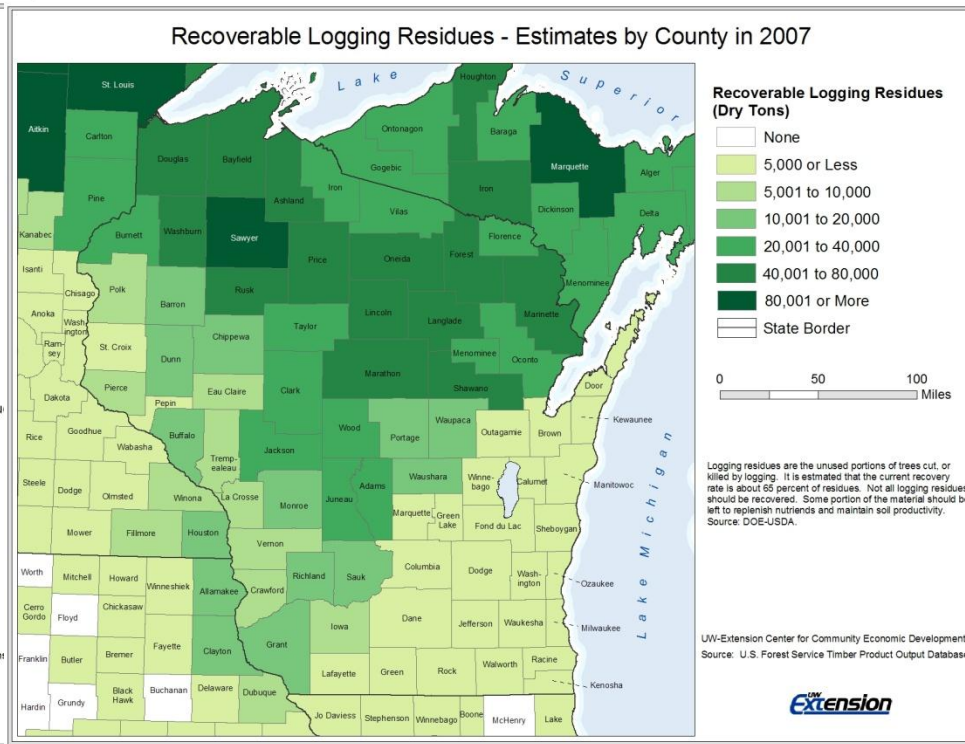 Recoverable Logging Residues - Estimates by County in 2007
Lake Superior
Lake Michigan
St. Louis
Houghton
Aitkin
Carlton
Ontonagon
Baraga
Marquette
Douglas
Bayfield
Gogebic
Alger
Iron
Iron
Ashland
Pine
Vilas
Dickinson
Delta
Kanabec
Burnett
Washburn
Sawyer
Florence
Price
Oneida
Forest
Isanti
Polk
Rusk
Menominee
Chisago
Barron
Anoka
Wash-
ington
Lincoln
Langlade
Marinette
Taylor
Chippewa
Ram-
sey
St. Croix
Menominee
Oconto
Dunn
Marathon
Pierce
Eau Claire
Clark
Shawano
Dakota
Pepin
Door
Goodhue
Buffalo
Wood
Portage
Waupaca
Outagamie
Brown
Kewaunee
Rice
Wabasha
Tremp-
ealeau
Jackson
Steele
Dodge
Olmsted
Winona
La Crosse
Monroe
Juneau
Adams
Waushara
Winne-
bago
Calumet
Manitowoc
Marquette
Green
Lake
Fond du Lac
Sheboygan
Mower
Fillmore
Houston
Vernon
Worth
Mitchell
Howard
Winneshiek
Allamakee
Crawford
Richland
Sauk
Columbia
Dodge
Wash-
ington
Ozaukee
Cerro
Gordo
Floyd
Chickasaw
Iowa
Dane
Jefferson
Waukesha
Milwaukee
Franklin
Butler
Bremer
Fayette
Clayton
Grant
Lafayette
Green
Rock
Walworth
Racine
Kenosha
Hardin
Grundy
Black
Hawk
Buchanan
Delaware
Dubuque
Jo Daviess
Stephenson
Winnebago
Boone
McHenry
Lake
Recoverable Logging Residues
(Dry Tons)
None
5,000 or Less
5,001 to 10,000
10,001 to 20,000
20,001 to 40,000
40,001 to 80,000
80,001 or More
State Border
0 50 100
Miles
Logging residues are the unused portions of trees cut, or
killed by logging. It is estimated that the current recovery
rate is about 65 percent of residues. Not all logging residues
should be recovered. Some portion of the material should be
left to replenish nutriends and maintain soil productivity.
Source: DOE-USDA.
UW-Extension Center for Community Economic Development
Source: U.S. Forest Service Timber Product Output Database
UW
Extension